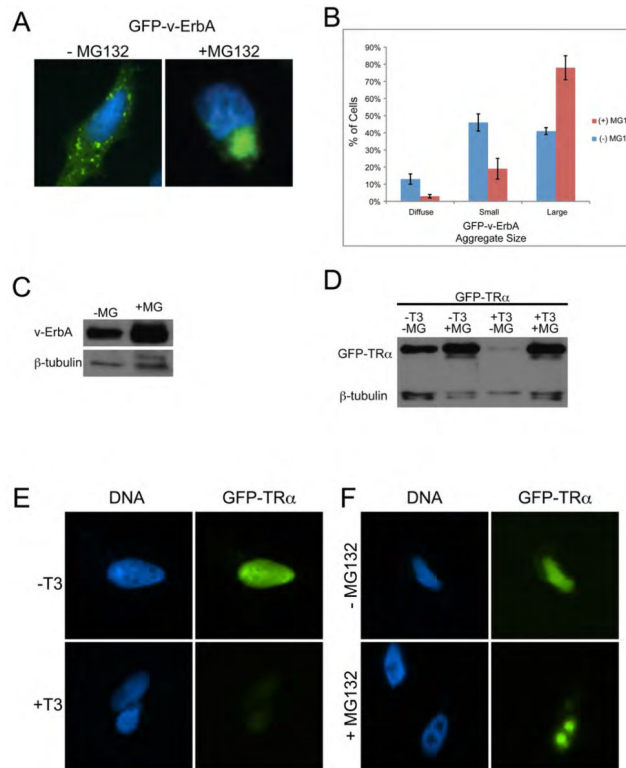 A
GFP-v-ErbA
- MG132
+MG132
B
% of Cells
90%
80%
70%
60%
50%
40%
30%
20%
10%
0%
Diffuse
Small
Large
GFP-v-ErbA
Aggregate Size
(+) MG1
(-) MG1
C
-MG
+MG
v-ErbA
β-tubulin
D
GFP-TRα
-T3 -T3 +T3 +T3
-MG +MG -MG +MG
GFP-TRα
β-tubulin
E
DNA
GFP-TRα
-T3
+T3
F
DNA
GFP-TRα
- MG132
+ MG132